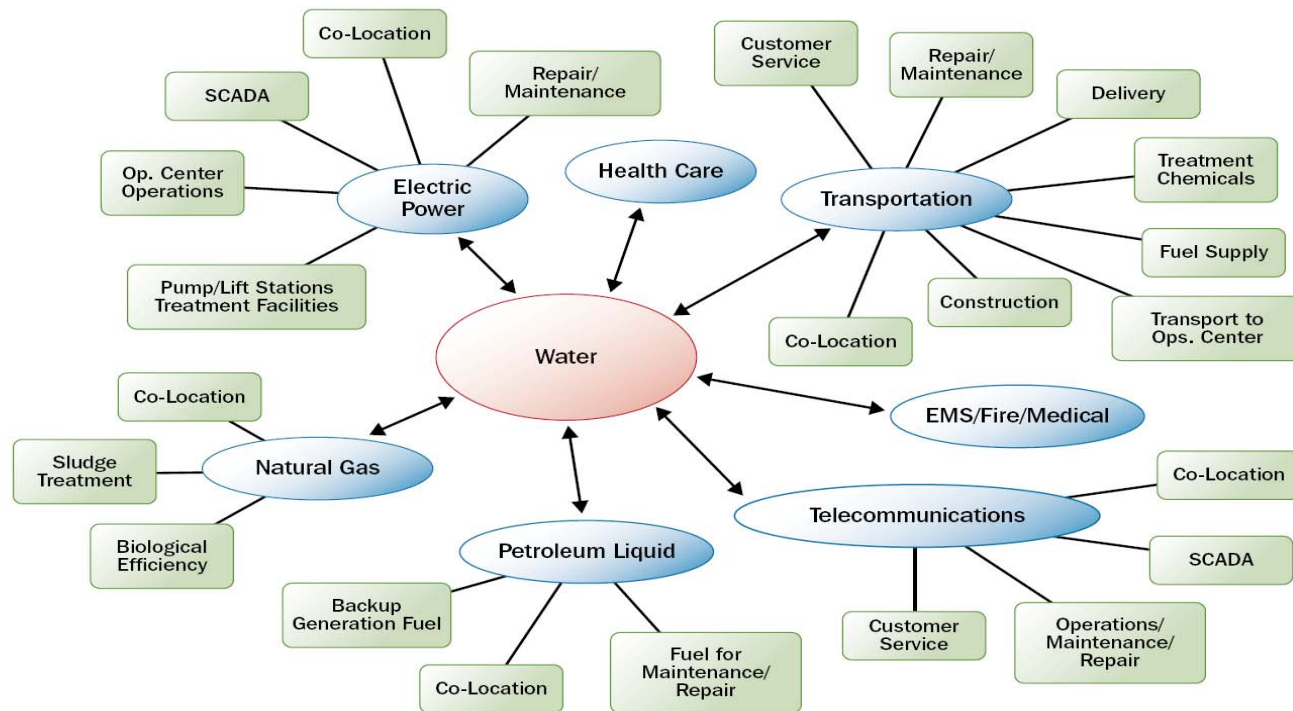 Co-Location
SCADA
Repair/
Maintenance
Op. Center
Operations
Electric
Power
Pump/Lift Stations
Treatment Facilities
Health Care
Customer
Service
Repair/
Maintenance
Delivery
Treatment
Chemicals
Transportation
Fuel Supply
Construction
Transport to
Ops. Center
Co-Location
Water
EMS/Fire/Medical
Co-Location
Sludge
Treatment
Natural Gas
Biological
Efficiency
Petroleum Liquid
Backup
Generation Fuel
Co-Location
Fuel for
Maintenance/
Repair
Telecommunications
Co-Location
SCADA
Customer
Service
Operations/
Maintenance/
Repair